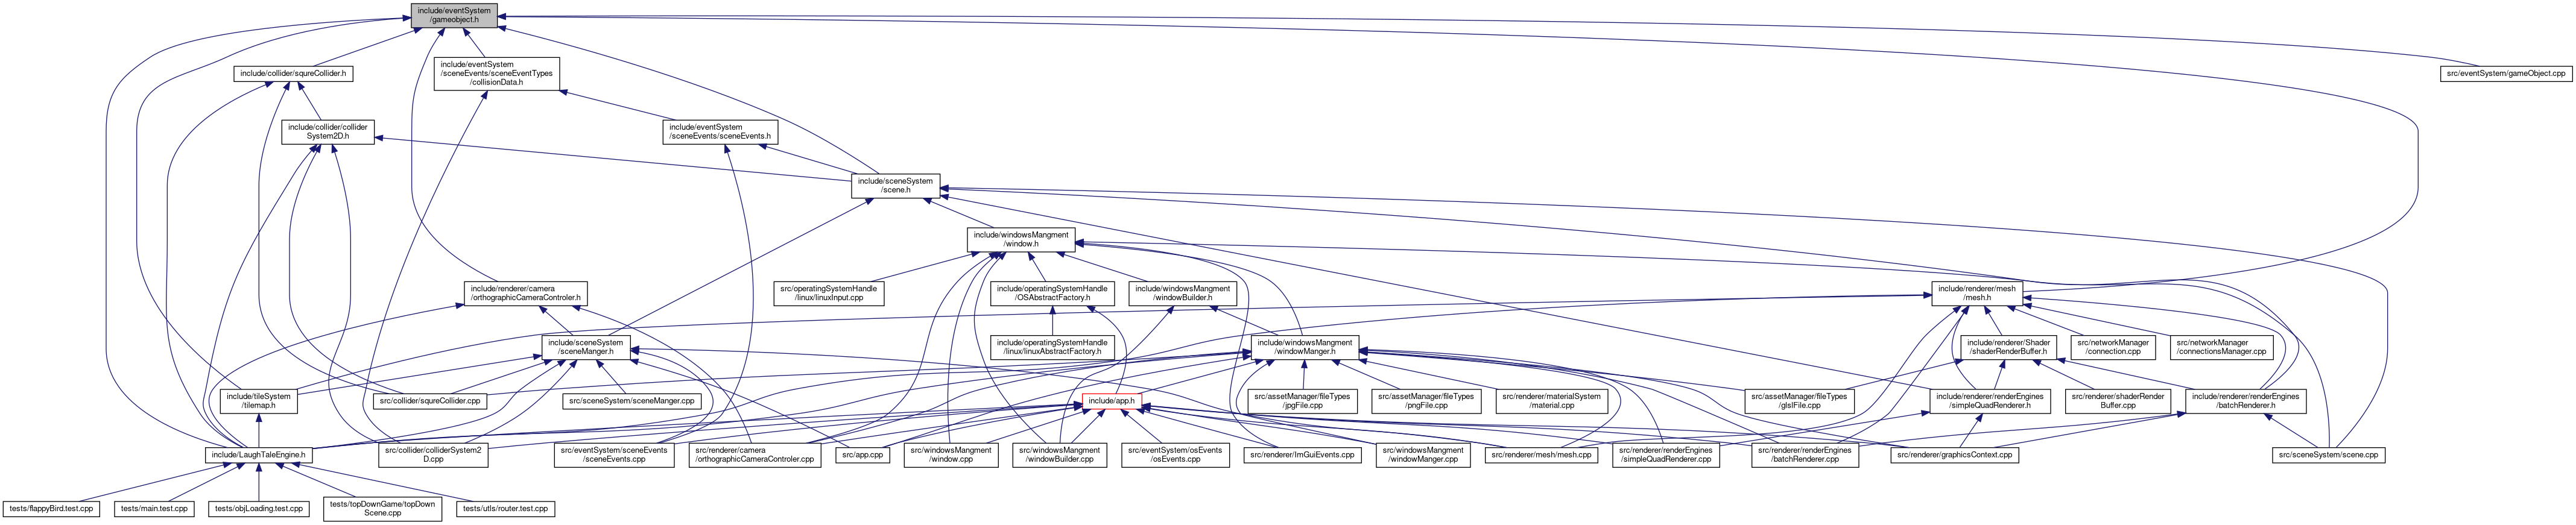 include/eventSystem
/gameobject.h
include/collider/squreCollider.h
include/eventSystem
/sceneEvents/sceneEventTypes
/collisionData.h
src/eventSystem/gameObject.cpp
include/collider/collider
System2D.h
include/eventSystem
/sceneEvents/sceneEvents.h
include/sceneSystem
/scene.h
include/windowsMangment
/window.h
include/renderer/camera
/orthographicCameraControler.h
src/operatingSystemHandle
/linux/linuxInput.cpp
include/operatingSystemHandle
/OSAbstractFactory.h
include/windowsMangment
/windowBuilder.h
include/renderer/mesh
/mesh.h
include/sceneSystem
/sceneManger.h
include/operatingSystemHandle
/linux/linuxAbstractFactory.h
include/windowsMangment
/windowManger.h
include/renderer/Shader
/shaderRenderBuffer.h
src/networkManager
/connection.cpp
src/networkManager
/connectionsManager.cpp
include/tileSystem
/tilemap.h
src/collider/squreCollider.cpp
src/sceneSystem/sceneManger.cpp
include/app.h
src/assetManager/fileTypes
/jpgFile.cpp
src/assetManager/fileTypes
/pngFile.cpp
src/renderer/materialSystem
/material.cpp
src/assetManager/fileTypes
/glslFile.cpp
include/renderer/renderEngines
/simpleQuadRenderer.h
src/renderer/shaderRender
Buffer.cpp
include/renderer/renderEngines
/batchRenderer.h
include/LaughTaleEngine.h
src/collider/colliderSystem2
D.cpp
src/eventSystem/sceneEvents
/sceneEvents.cpp
src/renderer/camera
/orthographicCameraControler.cpp
src/app.cpp
src/windowsMangment
/window.cpp
src/windowsMangment
/windowBuilder.cpp
src/eventSystem/osEvents
/osEvents.cpp
src/renderer/ImGuiEvents.cpp
src/windowsMangment
/windowManger.cpp
src/renderer/mesh/mesh.cpp
src/renderer/renderEngines
/simpleQuadRenderer.cpp
src/renderer/renderEngines
/batchRenderer.cpp
src/renderer/graphicsContext.cpp
src/sceneSystem/scene.cpp
tests/flappyBird.test.cpp
tests/main.test.cpp
tests/objLoading.test.cpp
tests/topDownGame/topDown
Scene.cpp
tests/utls/router.test.cpp